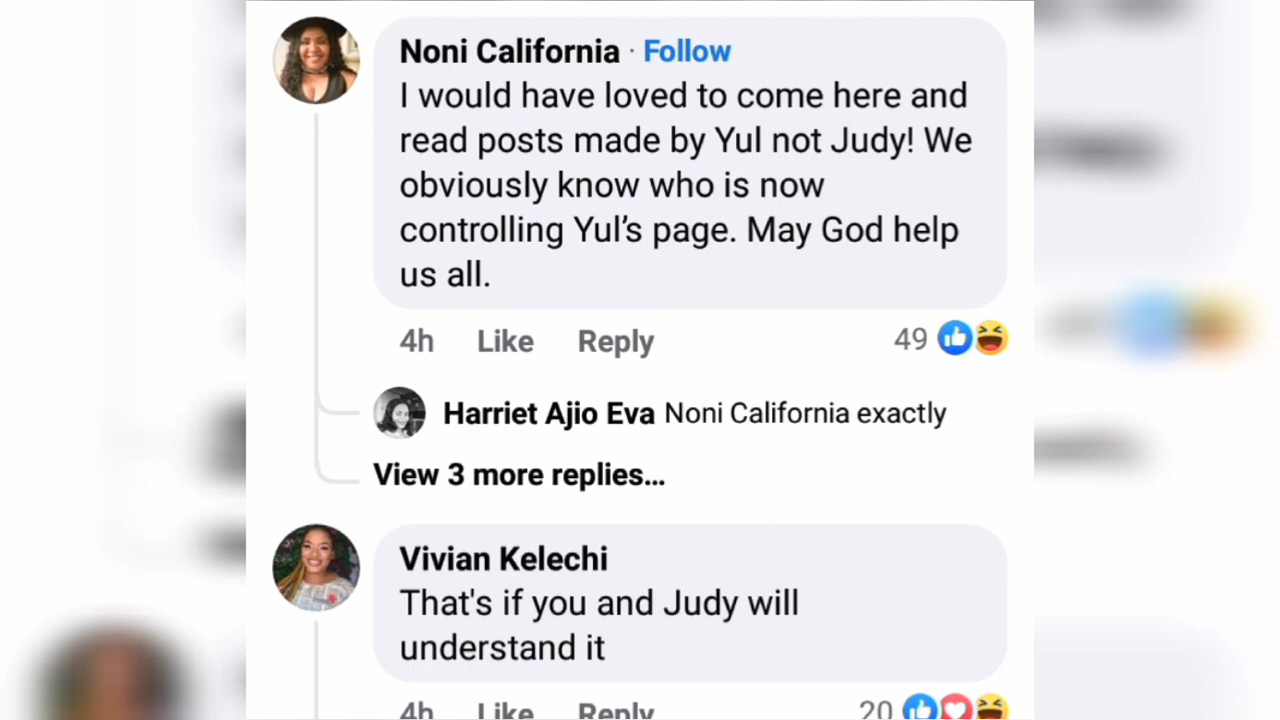 Noni California · Follow
I would have loved to come here and
read posts made by Yul not Judy! We
obviously know who is now
controlling Yul’s page. May God help
us all.
4h Like Reply 49
Harriet Ajio Eva Noni California exactly
View 3 more replies...
Vivian Kelechi
That's if you and Judy will
understand it
4h Like Reply 20